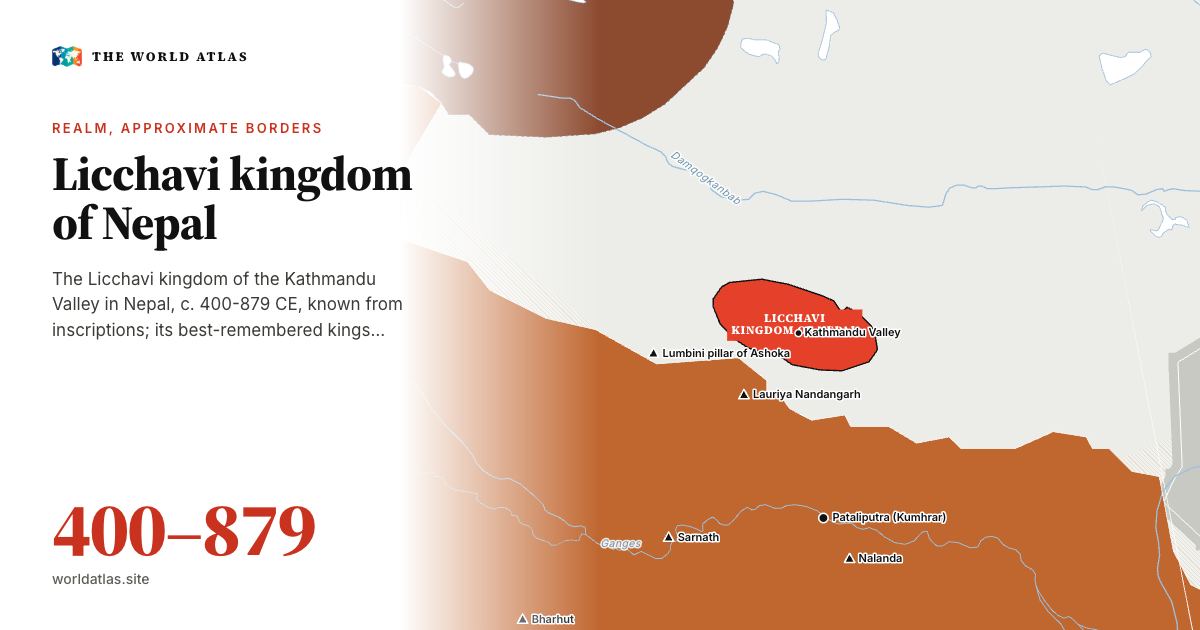 THE WORLD ATLAS
REALM, APPROXIMATE BORDERS
Licchavi kingdom
of Nepal
The Licchavi kingdom of the Kathmandu
Valley in Nepal, c. 400-879 CE, known from
inscriptions; its best-remembered kings...
400–879
worldatlas.site
Damqogkanbab
LICCHAVI
KINGDOM
Kathmandu Valley
Lumbini pillar of Ashoka
Lauriya Nandangarh
Pataliputra (Kumhrar)
Ganges
Sarnath
Nalanda
Bharhut